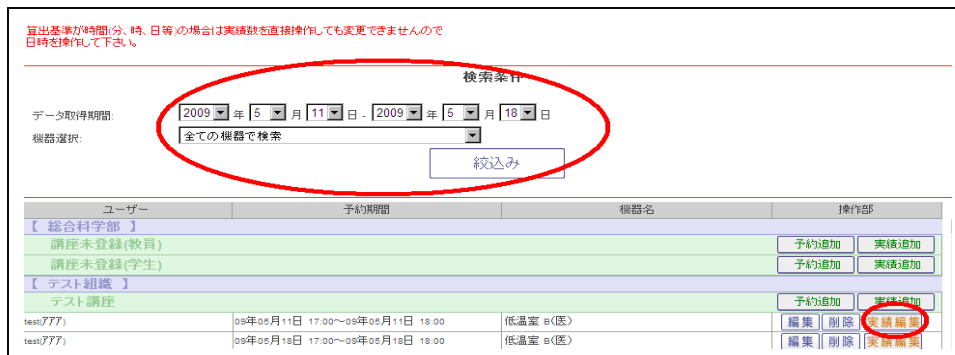 算出基準が時間(分、時、日等)の場合は実績数を直接操作しても変更できませんので
日時を操作して下さい。
検索条件
データ取得期間: 2009 年 5 月 11 日 - 2009 年 5 月 18 日
機器選択: 全ての機器で検索
絞込み
ユーザー 予約期間 機器名 操作部
【 総合科学部 】
講座未登録(教員) 予約追加 実績追加
講座未登録(学生) 予約追加 実績追加
【 テスト組織 】
テスト講座 予約追加 実績追加
test(777) 09年05月11日 17:00～09年05月11日 18:00 低温室 B(医) 編集 削除 実績編集
test(777) 09年05月18日 17:00～09年05月18日 18:00 低温室 B(医) 編集 削除 実績編集